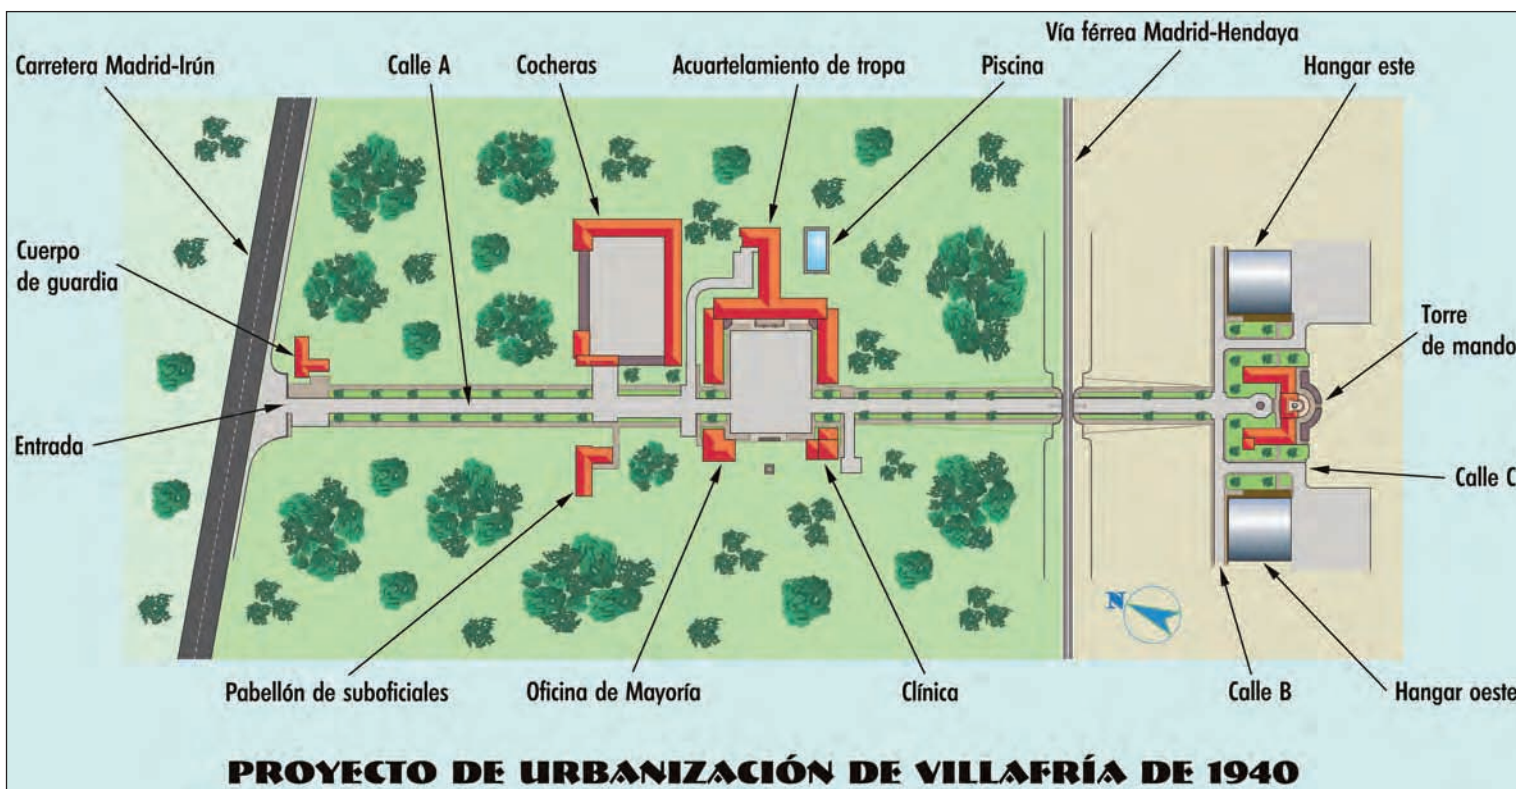 Vía férrea Madrid-Hendaya
Carretera Madrid-Irún
Calle A
Cocheras
Acuartelamiento de tropa
Piscina
Hangar este
Cuerpo
de guardia
Torre
de mando
Entrada
Calle C
N
Pabellón de suboficiales
Oficina de Mayoría
Clínica
Calle B
Hangar oeste
PROYECTO DE URBANIZACIÓN DE VILLAFRÍA DE 1940